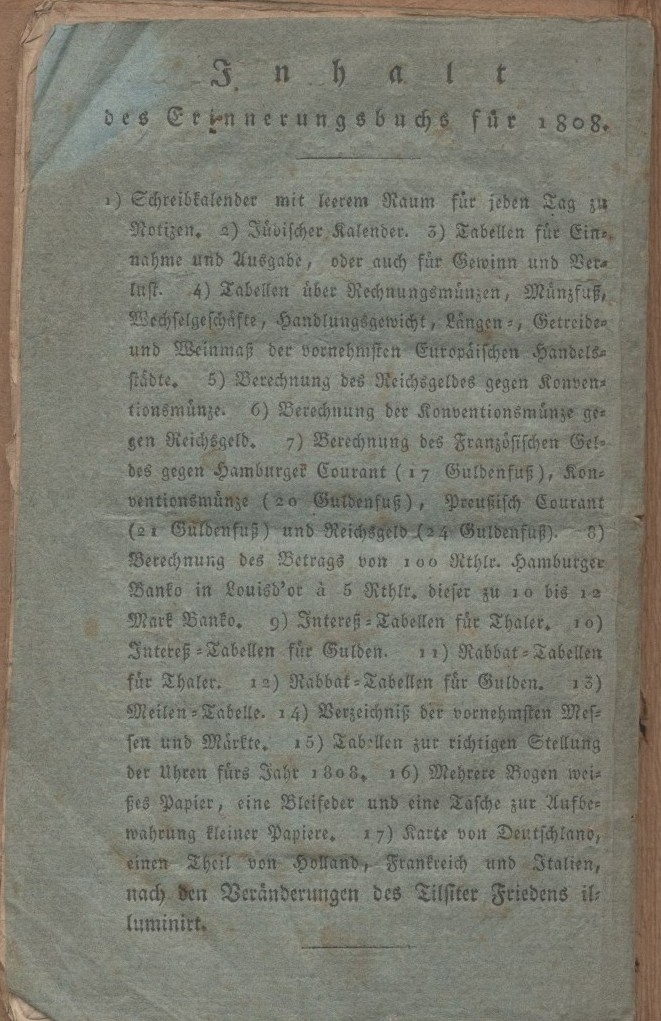 Inhalt
des Erinnerungsbuchs für 1808.
1) Schreibkalender mit leerem Raum für jeden Tag zu
Notizen. 2) Jüdischer Kalender. 3) Tabellen für Ein-
nahme und Ausgabe, oder auch für Gewinn und Ver-
lust. 4) Tabellen über Rechnungsmünzen, Münzfuß,
Wechselgeschäfte, Handlungsgewicht, Längen-, Getreide-
und Weinmaß der vornehmsten Europäischen Handels-
städte. 5) Berechnung des Reichsgeldes gegen Konven-
tionsmünze. 6) Berechnung der Konventionsmünze ge-
gen Reichsgeld. 7) Berechnung des Französischen Gel-
des gegen Hamburger Courant (17 Guldenfuß), Kon-
ventionsmünze (20 Guldenfuß), Preußisch Courant
(21 Guldenfuß) und Reichsgeld (24 Guldenfuß). 8)
Berechnung des Betrags von 100 Rthlr. Hamburger
Banko in Louisd'or à 5 Rthlr. dieser zu 10 bis 12
Mark Banko. 9) Intereß-Tabellen für Thaler. 10)
Intereß-Tabellen für Gulden. 11) Rabbat-Tabellen
für Thaler. 12) Rabbat-Tabellen für Gulden. 13)
Meilen-Tabelle. 14) Verzeichniß der vornehmsten Mes-
sen und Märkte. 15) Tabellen zur richtigen Stellung
der Uhren fürs Jahr 1808. 16) Mehrere Bogen wei-
ßes Papier, eine Bleifeder und eine Tasche zur Aufbe-
wahrung kleiner Papiere. 17) Karte von Deutschland,
einen Theil von Holland, Frankreich und Italien,
nach den Veränderungen des Tilsiter Friedens il-
luminirt.